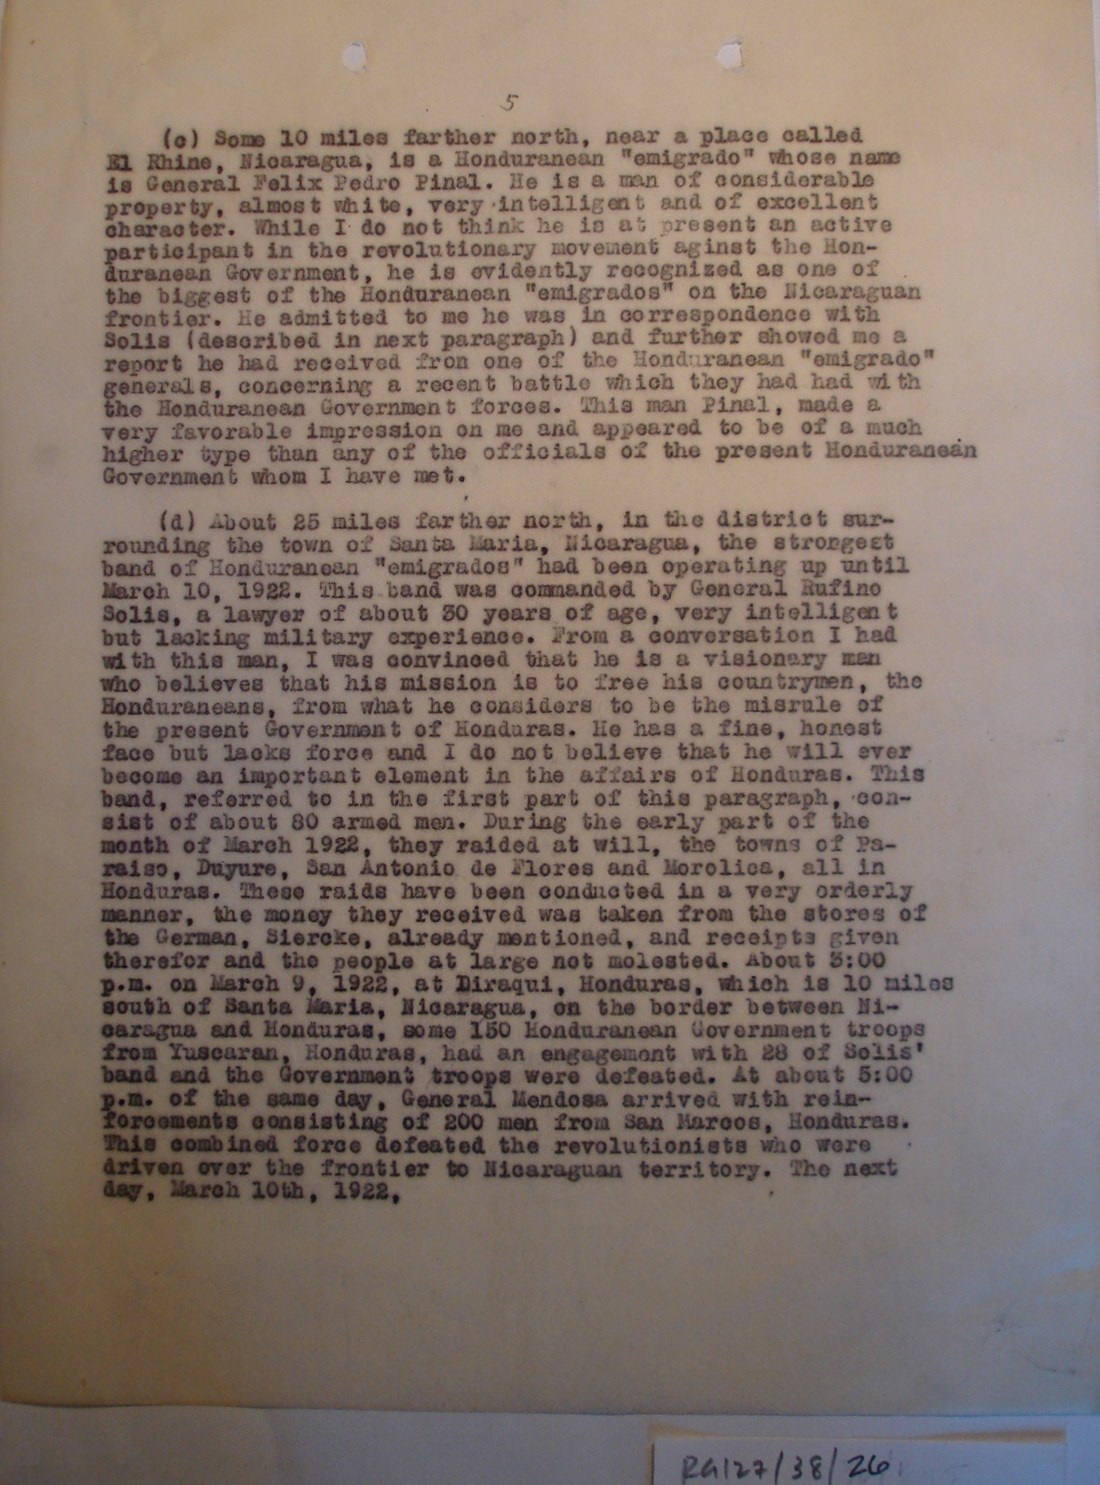 5
(c) Some 10 miles farther north, near a place called
El Rhine, Nicaragua, is a Honduranean "emigrado" whose name
is General Felix Pedro Pinal. He is a man of considerable
property, almost white, very intelligent and of excellent
character. While I do not think he is at present an active
participant in the revolutionary movement aginst the Hon-
duranean Government, he is evidently recognized as one of
the biggest of the Honduranean "emigrados" on the Nicaraguan
frontier. He admitted to me he was in correspondence with
Solis (described in next paragraph) and further showed me a
report he had received fron one of the Honduranean "emigrado"
generals, concerning a recent battle which they had had with
the Honduranean Government forces. This man Pinal, made a
very favorable impression on me and appeared to be of a much
higher type than any of the officials of the present Honduranean
Government whom I have met.
(d) About 25 miles farther north, in the district sur-
rounding the town of Santa Maria, Nicaragua, the strongest
band of Honduranean "emigrados" had been operating up until
March 10, 1922. This band was commanded by General Rufino
Solis, a lawyer of about 30 years of age, very intelligent
but lacking military experience. From a conversation I had
with this man, I was convinced that he is a visionary man
who believes that his mission is to free his countrymen, the
Honduraneans, from what he considers to be the misrule of
the present Government of Honduras. He has a fine, honest
face but lacks force and I do not believe that he will ever
become an important element in the affairs of Honduras. This
band, referred to in the first part of this paragraph, con-
sist of about 80 armed men. During the early part of the
month of March 1922, they raided at will, the towns of Pa-
raiso, Duyure, San Antonio de Flores and Morolica, all in
Honduras. These raids have been conducted in a very orderly
manner, the money they received was taken from the stores of
the German, Siercke, already mentioned, and receipts given
therefor and the people at large not molested. About 3:00
p.m. on March 9, 1922, at Diraqui, Honduras, which is 10 miles
south of Santa Maria, Nicaragua, on the border between Ni-
caragua and Honduras, some 150 Honduranean Government troops
from Yuscaran, Honduras, had an engagement with 28 of Solis'
band and the Government troops were defeated. At about 5:00
p.m. of the same day, General Mendosa arrived with rein-
forcements consisting of 200 men from San Marcos, Honduras.
This combined force defeated the revolutionists who were
driven over the frontier to Nicaraguan territory. The next
day, March 10th, 1922,
RG127/38/26